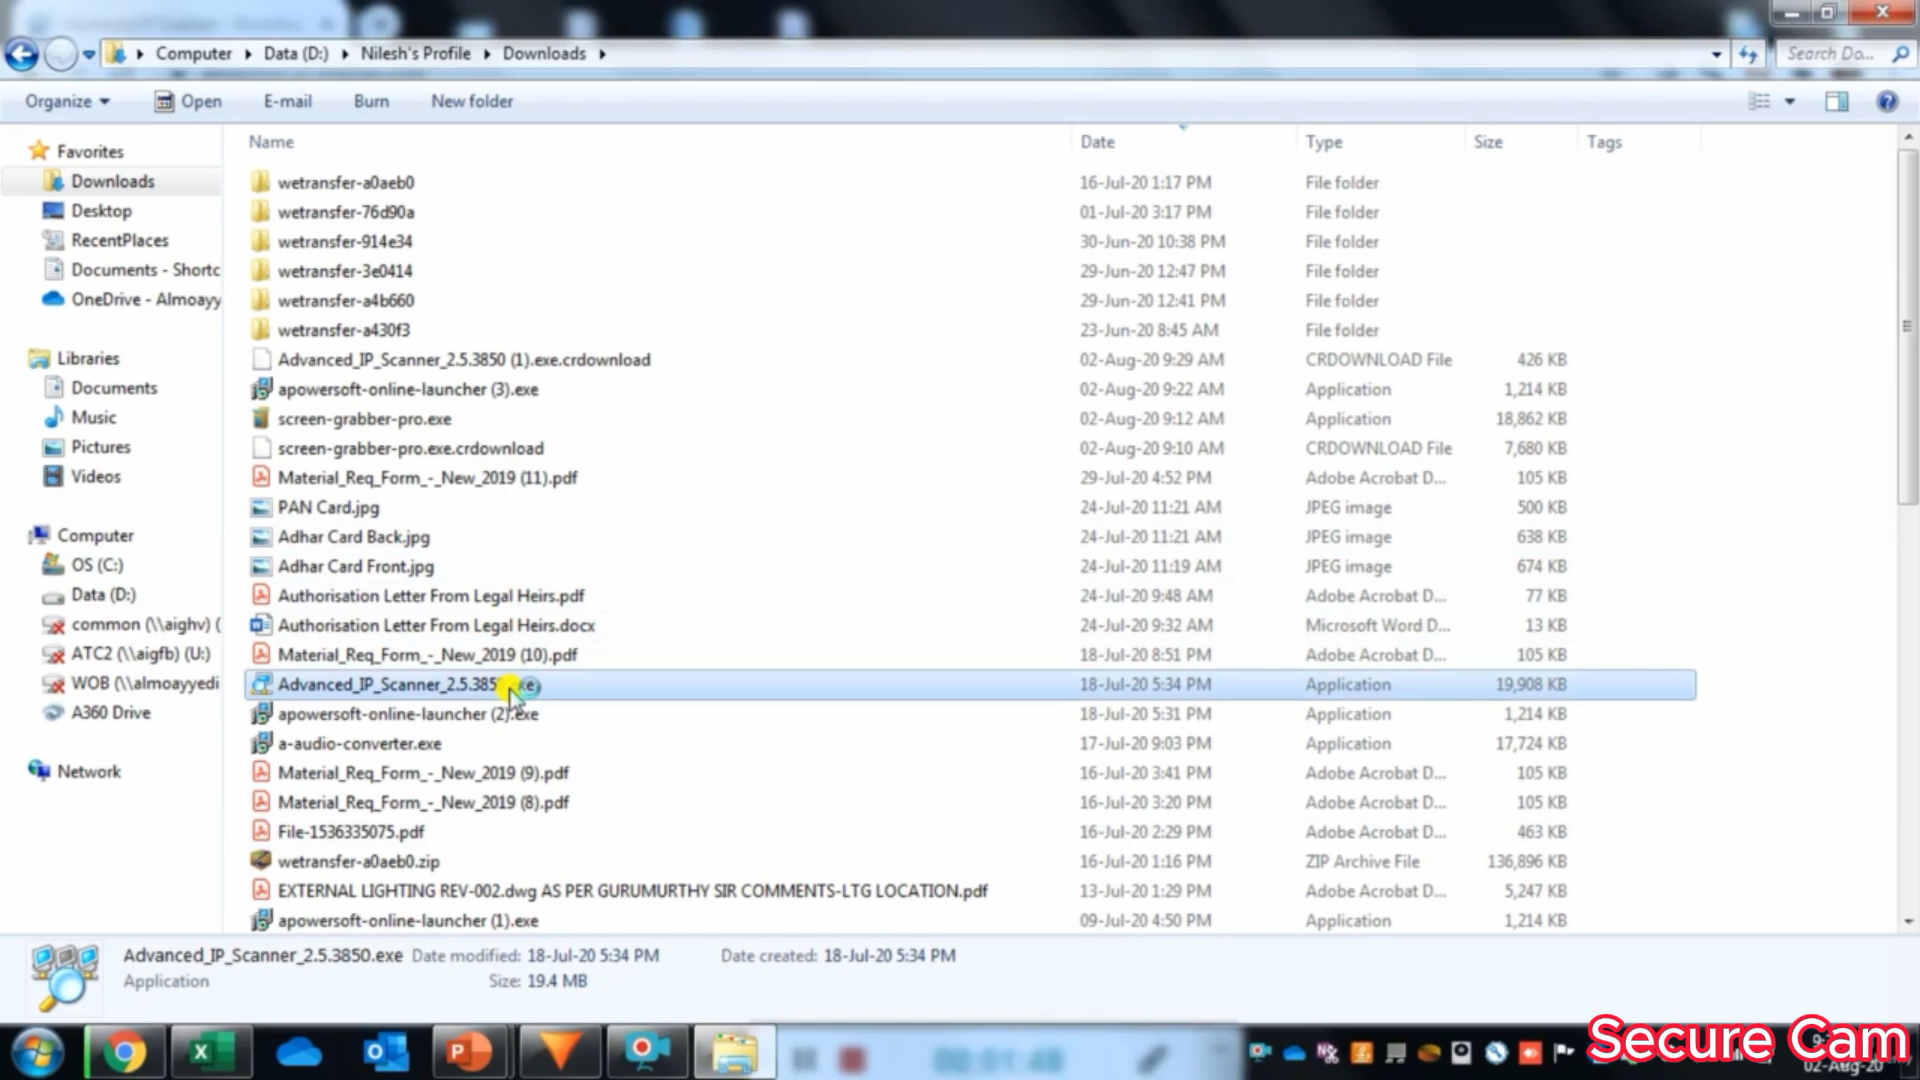 Computer Data (D:) Nilesh's Profile Downloads
Search Do...
Organize Open E-mail Burn New folder
Name Date Type Size Tags
Favorites
Downloads
Desktop
RecentPlaces
Documents - Shortc
OneDrive - Almoayy
Libraries
Documents
Music
Pictures
Videos
Computer
OS (C:)
Data (D:)
common (\\aighv) (
ATC2 (\\aigfb) (U:)
WOB (\\almoayyedi
A360 Drive
Network
wetransfer-a0aeb0 16-Jul-20 1:17 PM File folder
wetransfer-76d90a 01-Jul-20 3:17 PM File folder
wetransfer-914e34 30-Jun-20 10:38 PM File folder
wetransfer-3e0414 29-Jun-20 12:47 PM File folder
wetransfer-a4b660 29-Jun-20 12:41 PM File folder
wetransfer-a430f3 23-Jun-20 8:45 AM File folder
Advanced_IP_Scanner_2.5.3850 (1).exe.crdownload 02-Aug-20 9:29 AM CRDOWNLOAD File 426 KB
apowersoft-online-launcher (3).exe 02-Aug-20 9:22 AM Application 1,214 KB
screen-grabber-pro.exe 02-Aug-20 9:12 AM Application 18,862 KB
screen-grabber-pro.exe.crdownload 02-Aug-20 9:10 AM CRDOWNLOAD File 7,680 KB
Material_Req_Form_-_New_2019 (11).pdf 29-Jul-20 4:52 PM Adobe Acrobat D... 105 KB
PAN Card.jpg 24-Jul-20 11:21 AM JPEG image 500 KB
Adhar Card Back.jpg 24-Jul-20 11:21 AM JPEG image 638 KB
Adhar Card Front.jpg 24-Jul-20 11:19 AM JPEG image 674 KB
Authorisation Letter From Legal Heirs.pdf 24-Jul-20 9:48 AM Adobe Acrobat D... 77 KB
Authorisation Letter From Legal Heirs.docx 24-Jul-20 9:32 AM Microsoft Word D... 13 KB
Material_Req_Form_-_New_2019 (10).pdf 18-Jul-20 8:51 PM Adobe Acrobat D... 105 KB
18-Jul-20 5:34 PM Application 19,908 KB
apowersoft-online-launcher (2).exe 18-Jul-20 5:31 PM Application 1,214 KB
a-audio-converter.exe 17-Jul-20 9:03 PM Application 17,724 KB
Material_Req_Form_-_New_2019 (9).pdf 16-Jul-20 3:41 PM Adobe Acrobat D... 105 KB
Material_Req_Form_-_New_2019 (8).pdf 16-Jul-20 3:20 PM Adobe Acrobat D... 105 KB
File-1536335075.pdf 16-Jul-20 2:29 PM Adobe Acrobat D... 463 KB
wetransfer-a0aeb0.zip 16-Jul-20 1:16 PM ZIP Archive File 136,896 KB
EXTERNAL LIGHTING REV-002.dwg AS PER GURUMURTHY SIR COMMENTS-LTG LOCATION.pdf 13-Jul-20 1:29 PM Adobe Acrobat D... 5,247 KB
apowersoft-online-launcher (1).exe 09-Jul-20 4:50 PM Application 1,214 KB
Advanced_IP_Scanner_2.5.3850.exe Date modified: 18-Jul-20 5:34 PM Date created: 18-Jul-20 5:34 PM
Application Size: 19.4 MB
00:01:48
Secure Cam
02-Aug-20